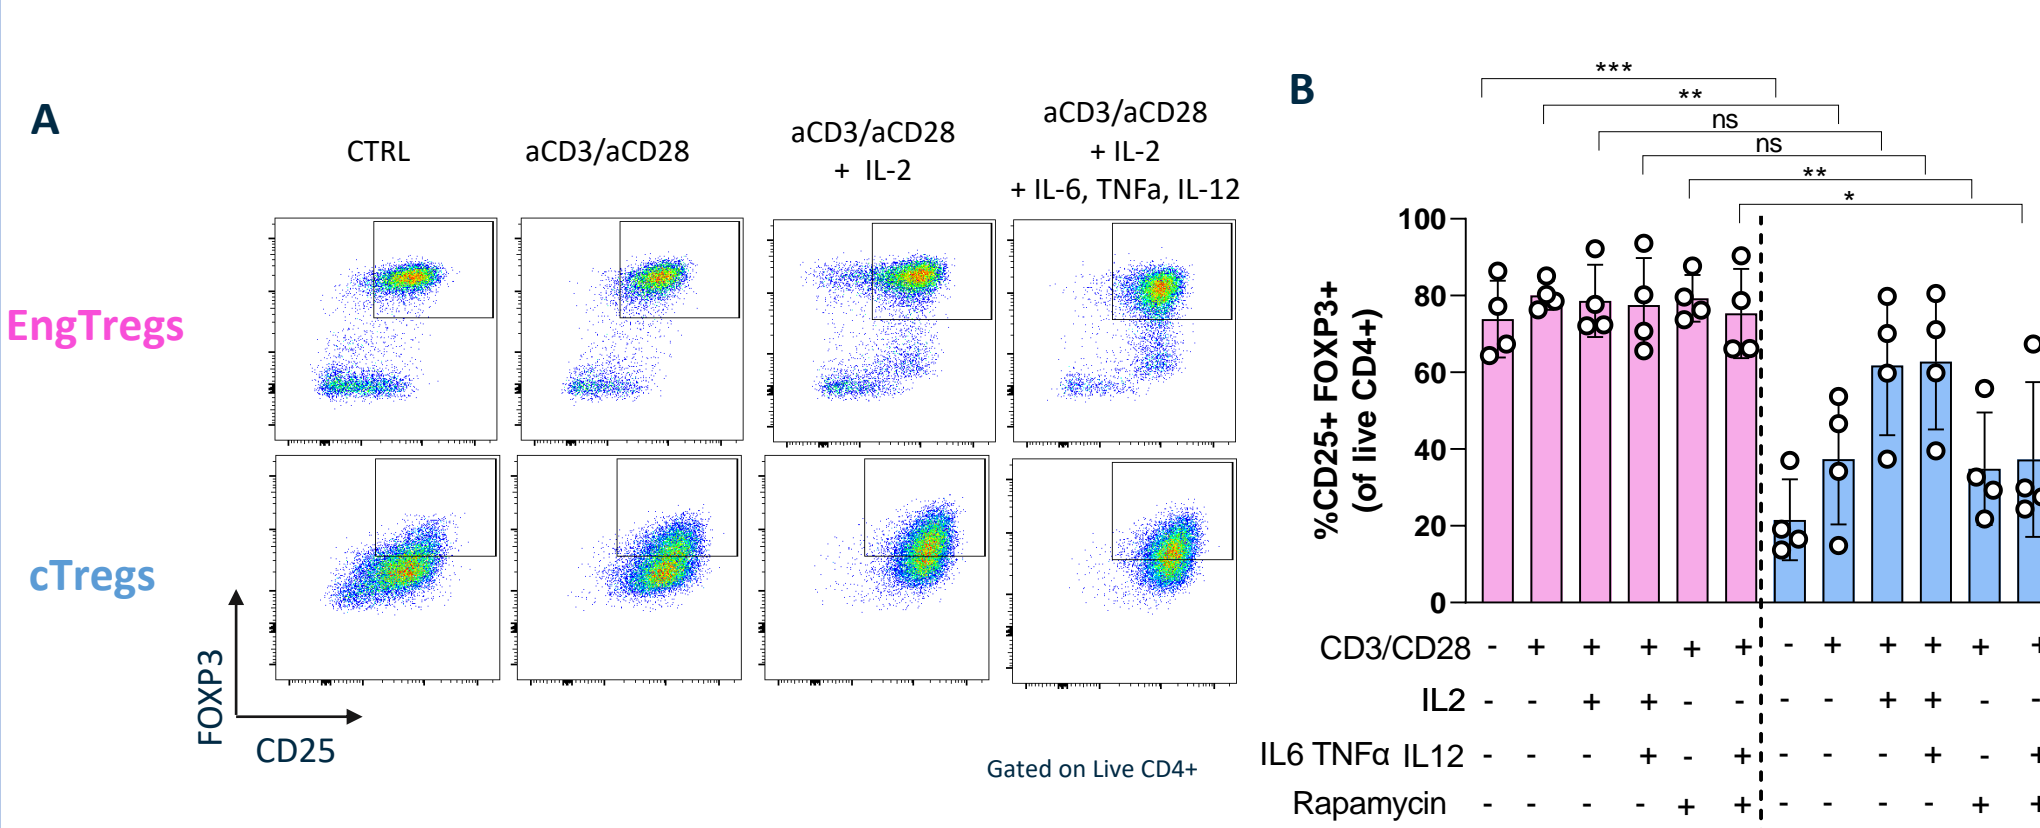 A
CTRL
aCD3/aCD28
aCD3/aCD28
+ IL-2
aCD3/aCD28
+ IL-2
+ IL-6, TNFa, IL-12
EngTregs
cTregs
FOXP3
CD25
Gated on Live CD4+
B
***
**
ns
ns
**
*
%CD25+ FOXP3+
(of live CD4+)
100
80
60
40
20
0
CD3/CD28 - + + + + + - + + + + +
IL2 - - + + - - - - + + - -
IL6 TNFα IL12 - - - + - + - - - + - +
Rapamycin - - - - + + - - - - + +